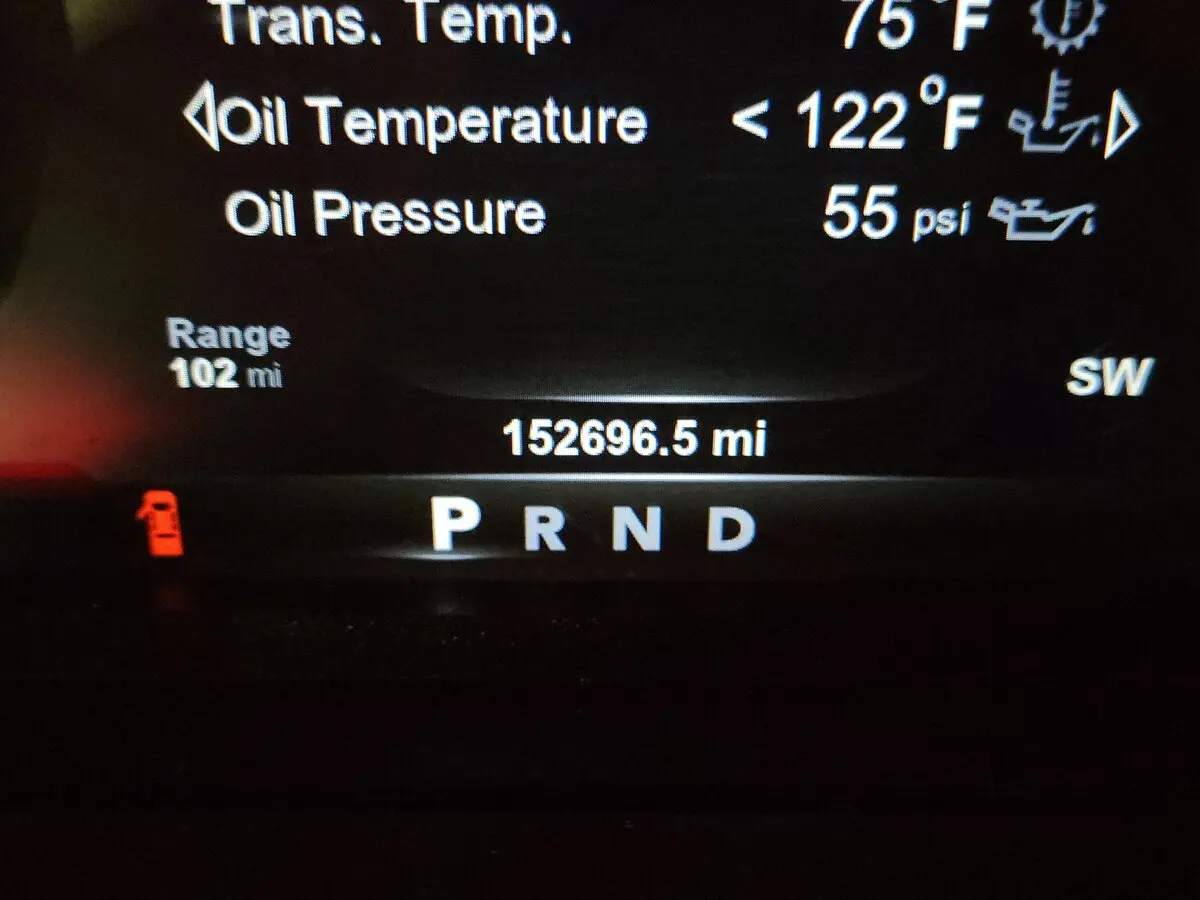 Trans. Temp. 75°F
Oil Temperature < 122°F
Oil Pressure 55 psi
Range
102 mi
SW
152696.5 mi
P R N D